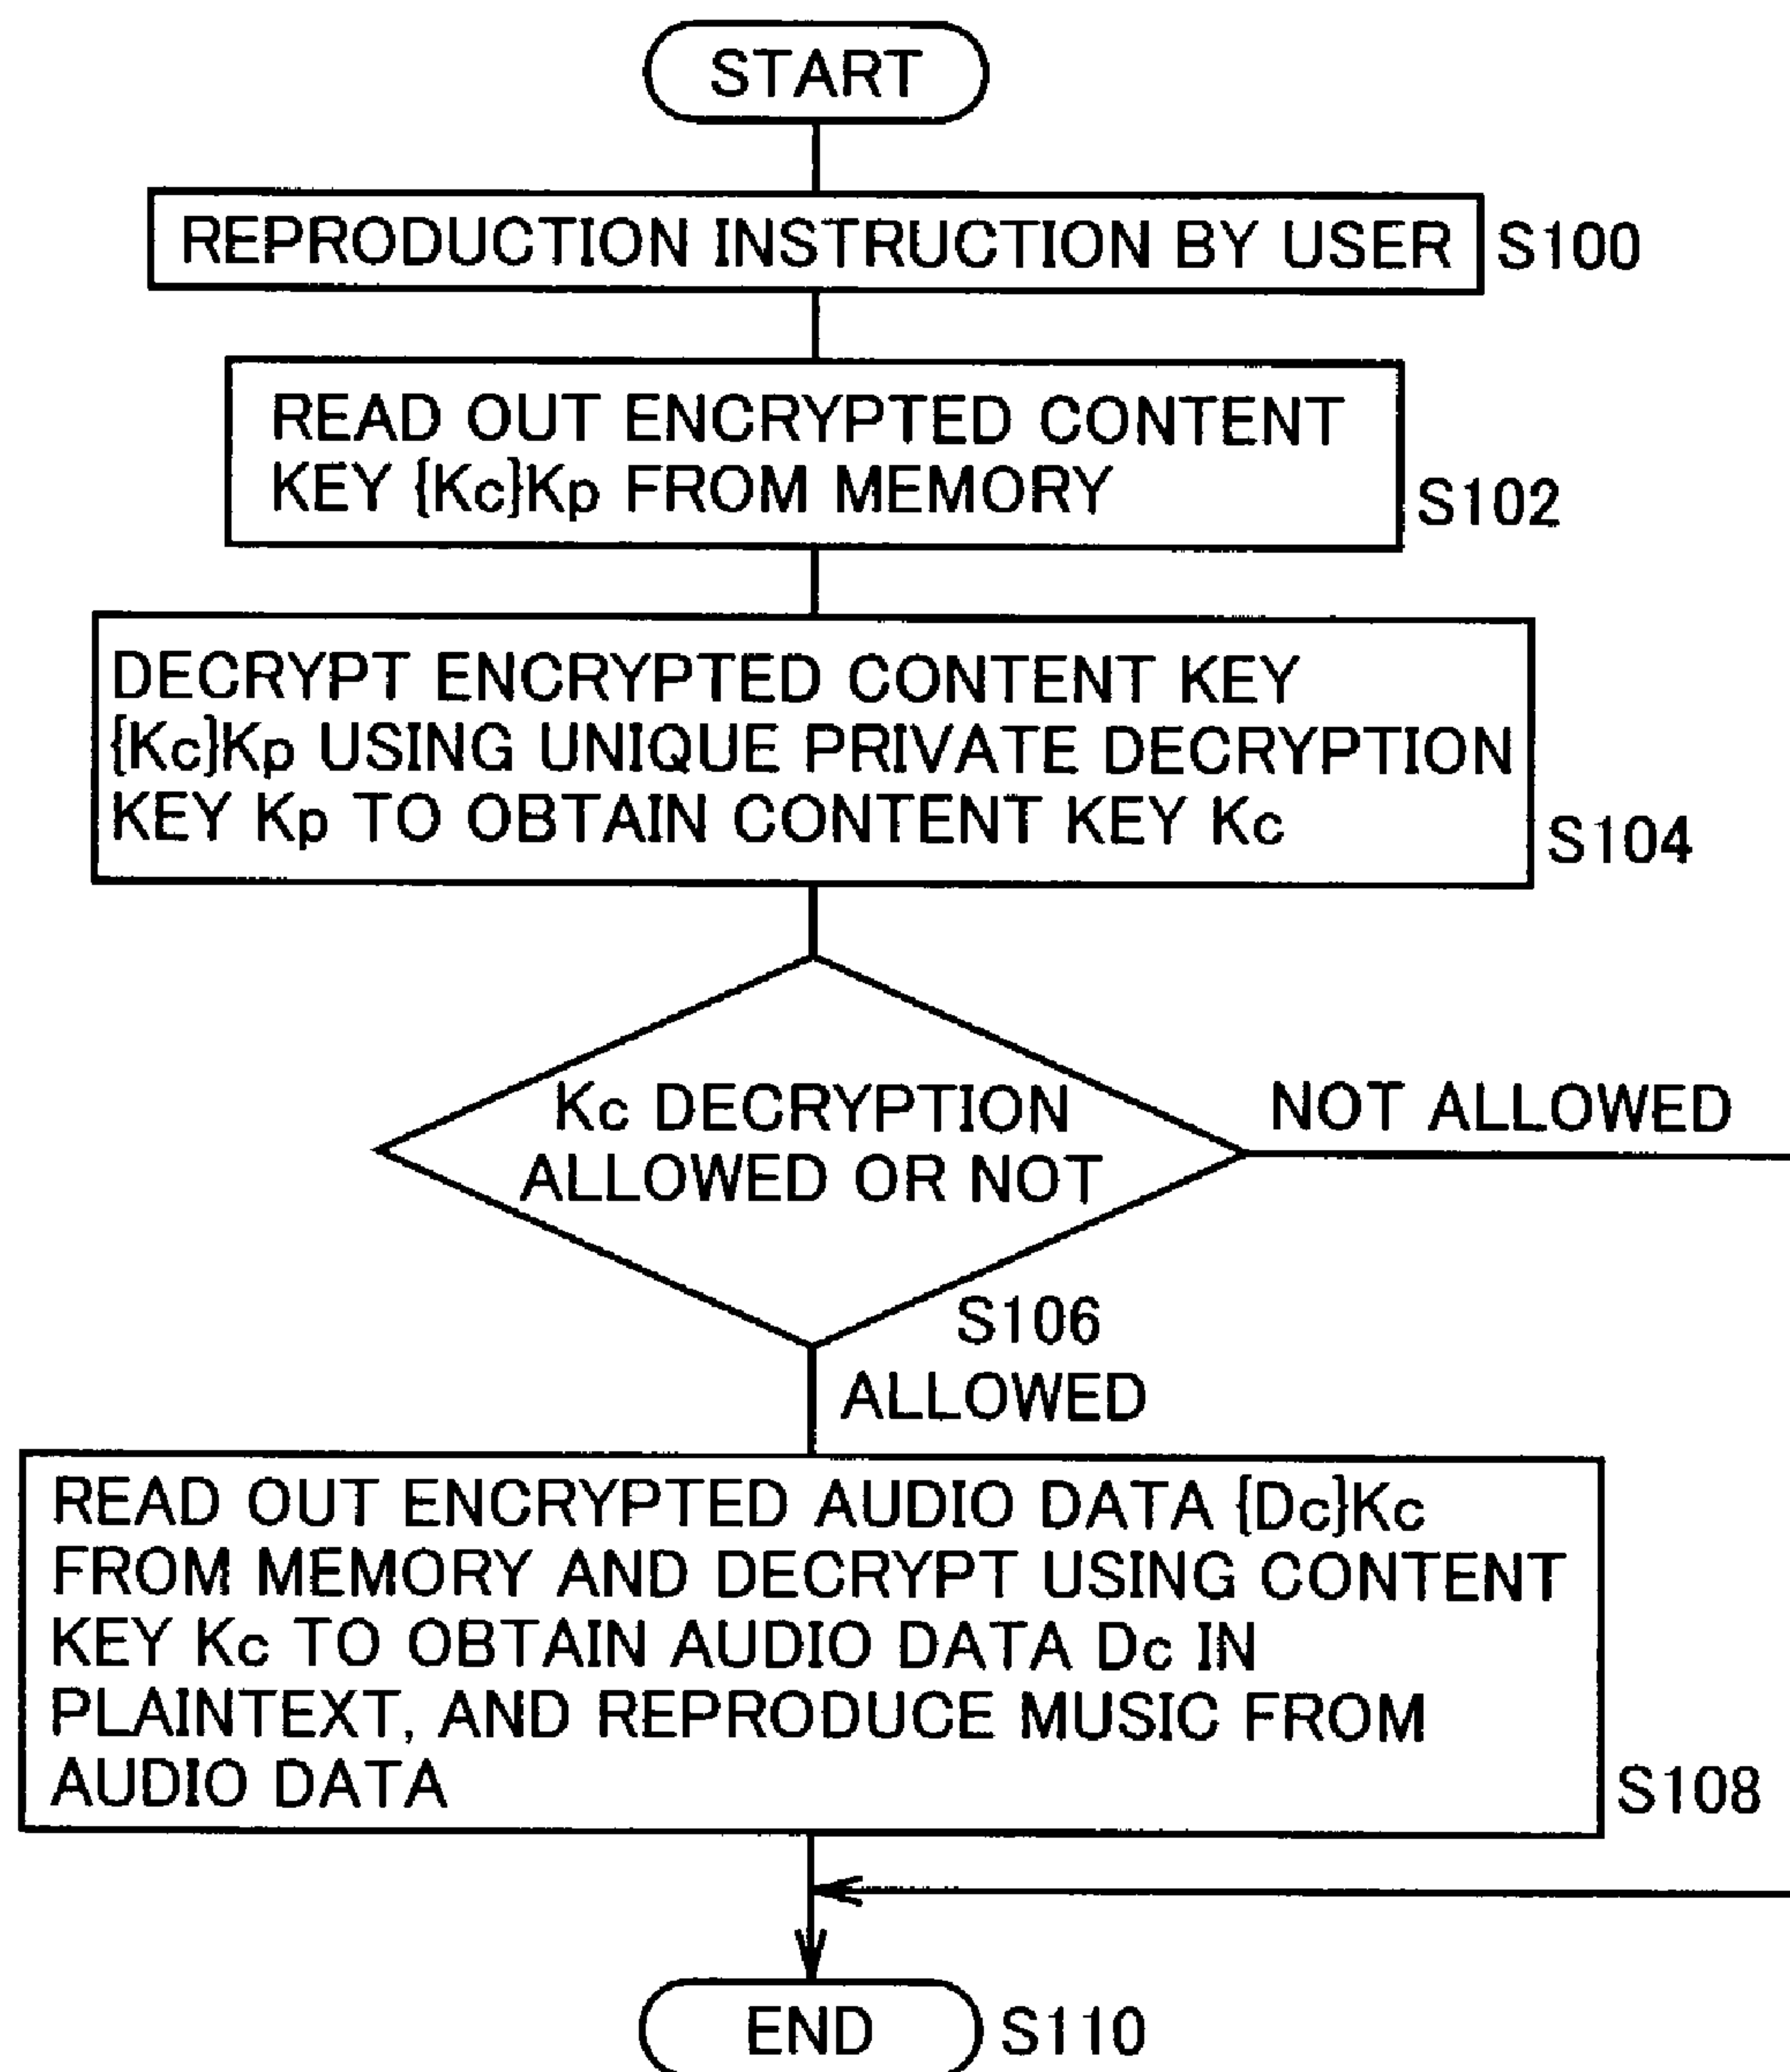 START
REPRODUCTION INSTRUCTION BY USER S100
READ OUT ENCRYPTED CONTENT
KEY {Kc}Kp FROM MEMORY
S102
DECRYPT ENCRYPTED CONTENT KEY
{Kc}Kp USING UNIQUE PRIVATE DECRYPTION
KEY Kp TO OBTAIN CONTENT KEY Kc
S104
Kc DECRYPTION
ALLOWED OR NOT
NOT ALLOWED
S106
ALLOWED
READ OUT ENCRYPTED AUDIO DATA {Dc}Kc
FROM MEMORY AND DECRYPT USING CONTENT
KEY Kc TO OBTAIN AUDIO DATA Dc IN
PLAINTEXT, AND REPRODUCE MUSIC FROM
AUDIO DATA
S108
END S110